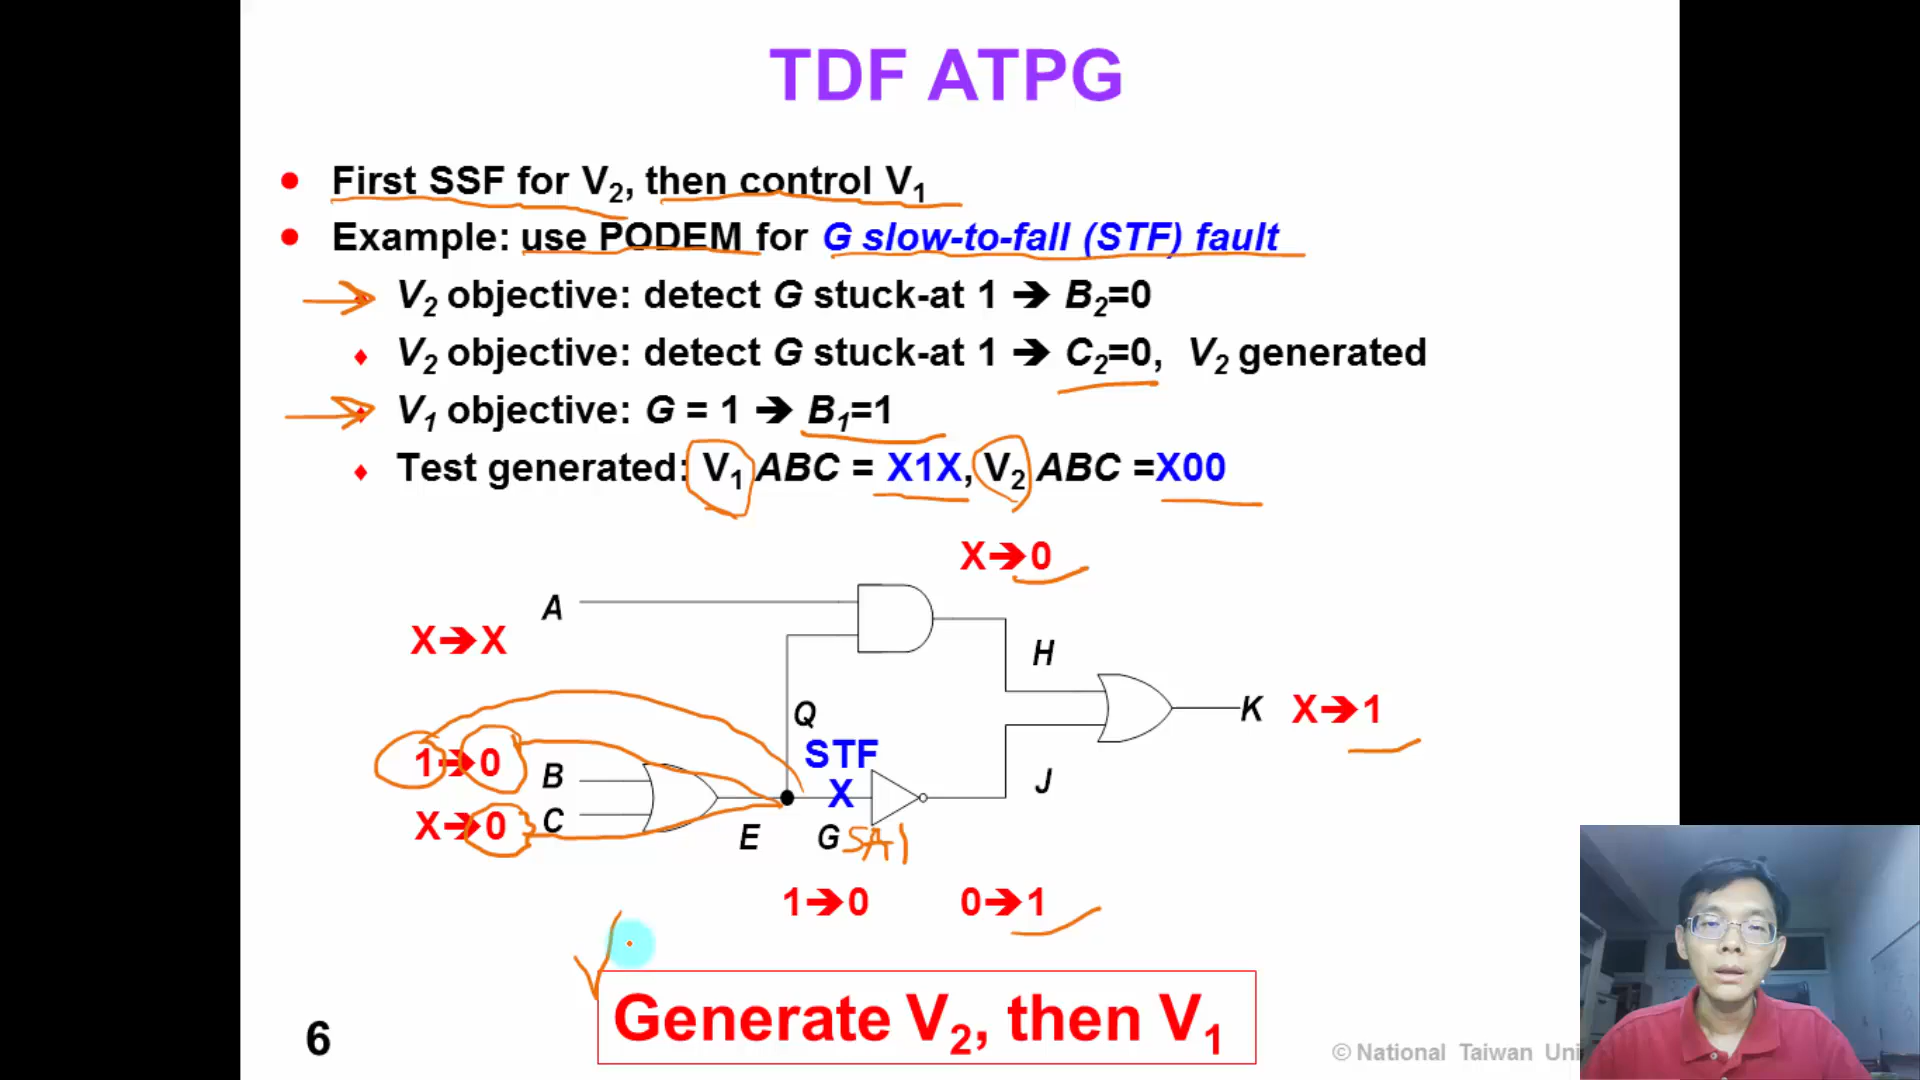 TDF ATPG
• First SSF for V2, then control V1
• Example: use PODEM for G slow-to-fall (STF) fault
V2 objective: detect G stuck-at 1 ➔ B2=0
♦ V2 objective: detect G stuck-at 1 ➔ C2=0, V2 generated
V1 objective: G = 1 ➔ B1=1
♦ Test generated: V1 ABC = X1X, V2 ABC =X00
X➔0
A
X➔X
H
Q
K X➔1
STF
1➔0 B
X
J
X➔0 C
E
G SA1
1➔0 0➔1
Generate V2, then V1
6
© National Taiwan Uni